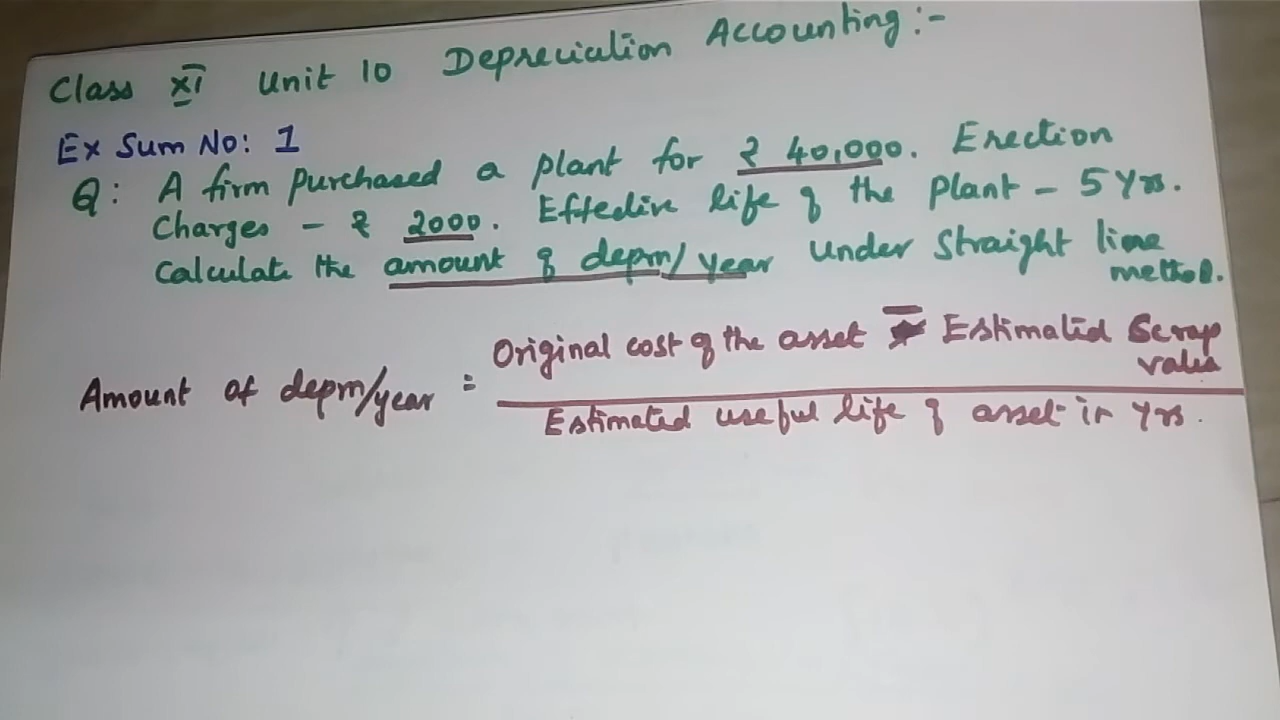 Class XI Unit 10 Depreciation Accounting:-
Ex Sum No: 1
Q: A firm purchased a plant for ₹ 40,000. Erection
Charges - ₹ 2000. Effective life of the plant - 5 yrs.
Calculate the amount of deprn/year under straight line
method.
Original cost of the asset - Estimated Scrap
value
Amount of deprn/year =
Estimated useful life of asset in yrs.